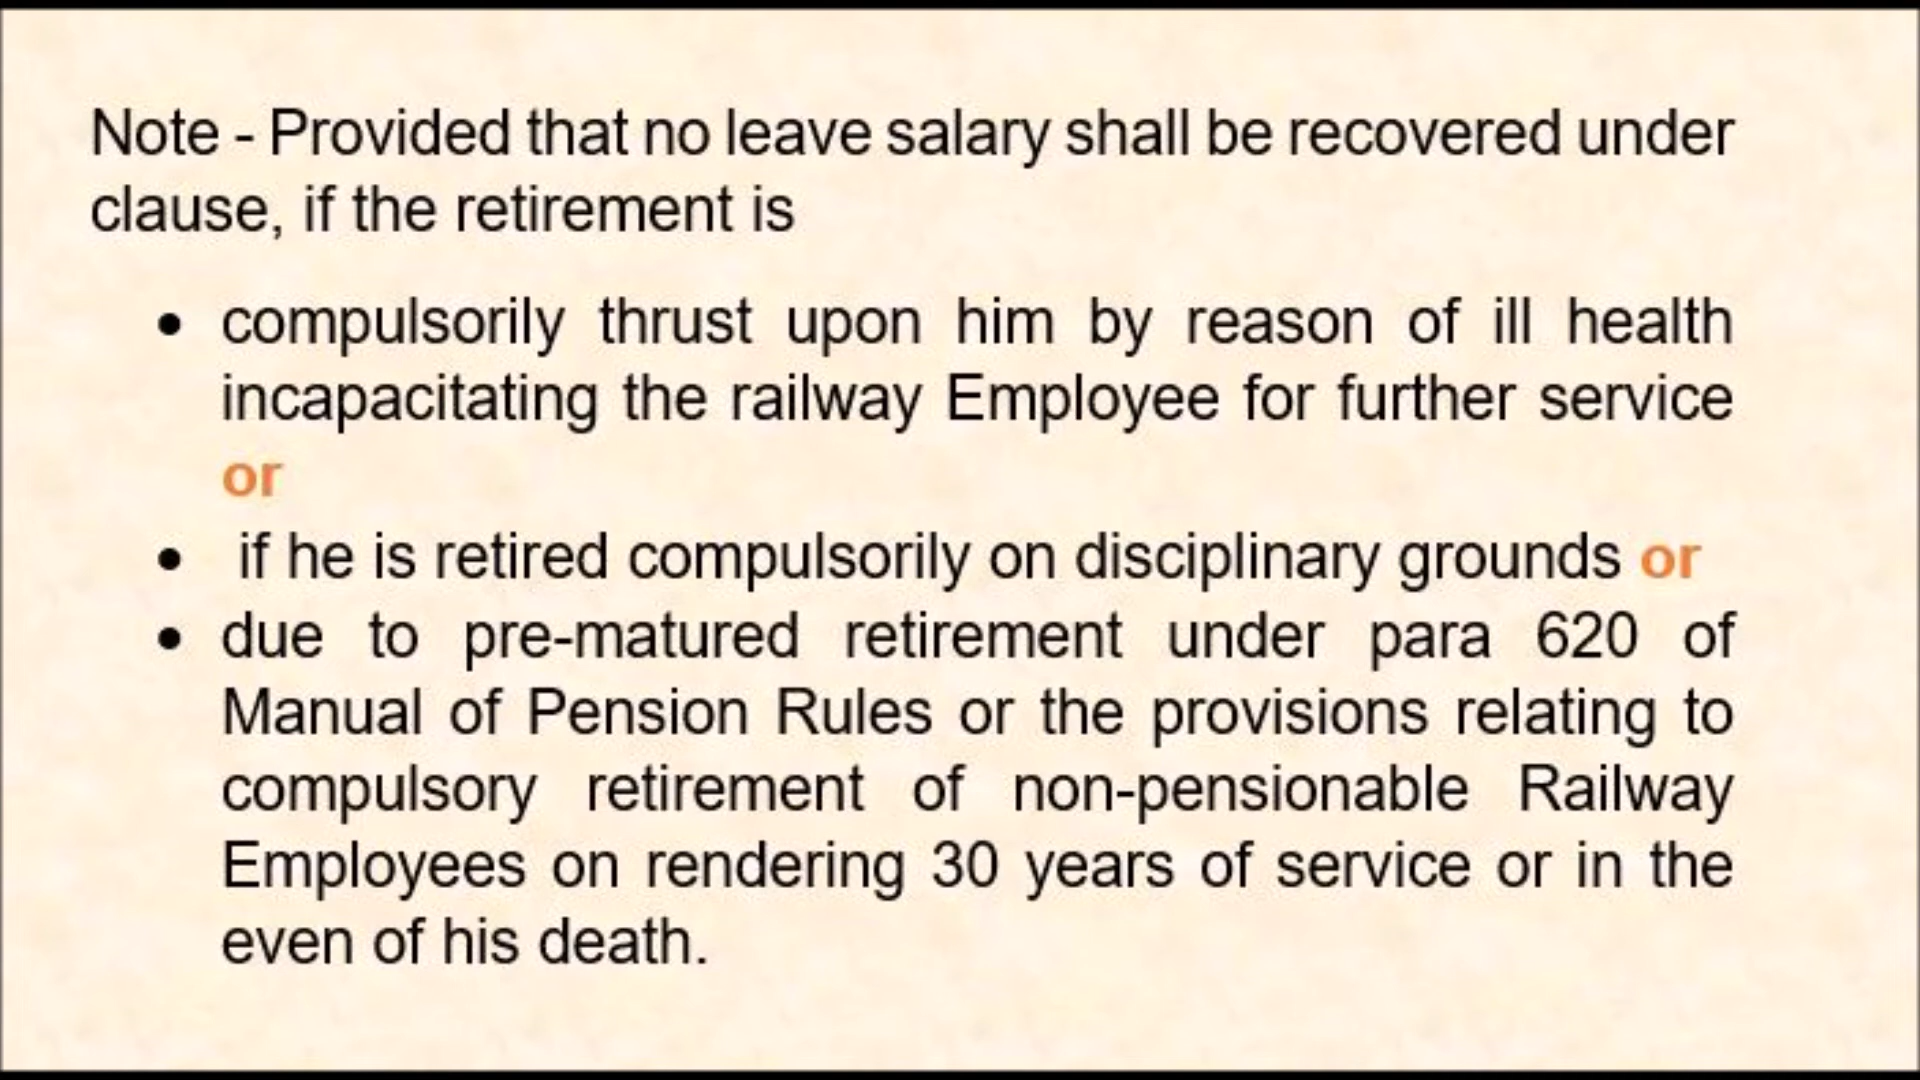 Note - Provided that no leave salary shall be recovered under
clause, if the retirement is
• compulsorily thrust upon him by reason of ill health
incapacitating the railway Employee for further service
or
• if he is retired compulsorily on disciplinary grounds or
• due to pre-matured retirement under para 620 of
Manual of Pension Rules or the provisions relating to
compulsory retirement of non-pensionable Railway
Employees on rendering 30 years of service or in the
even of his death.